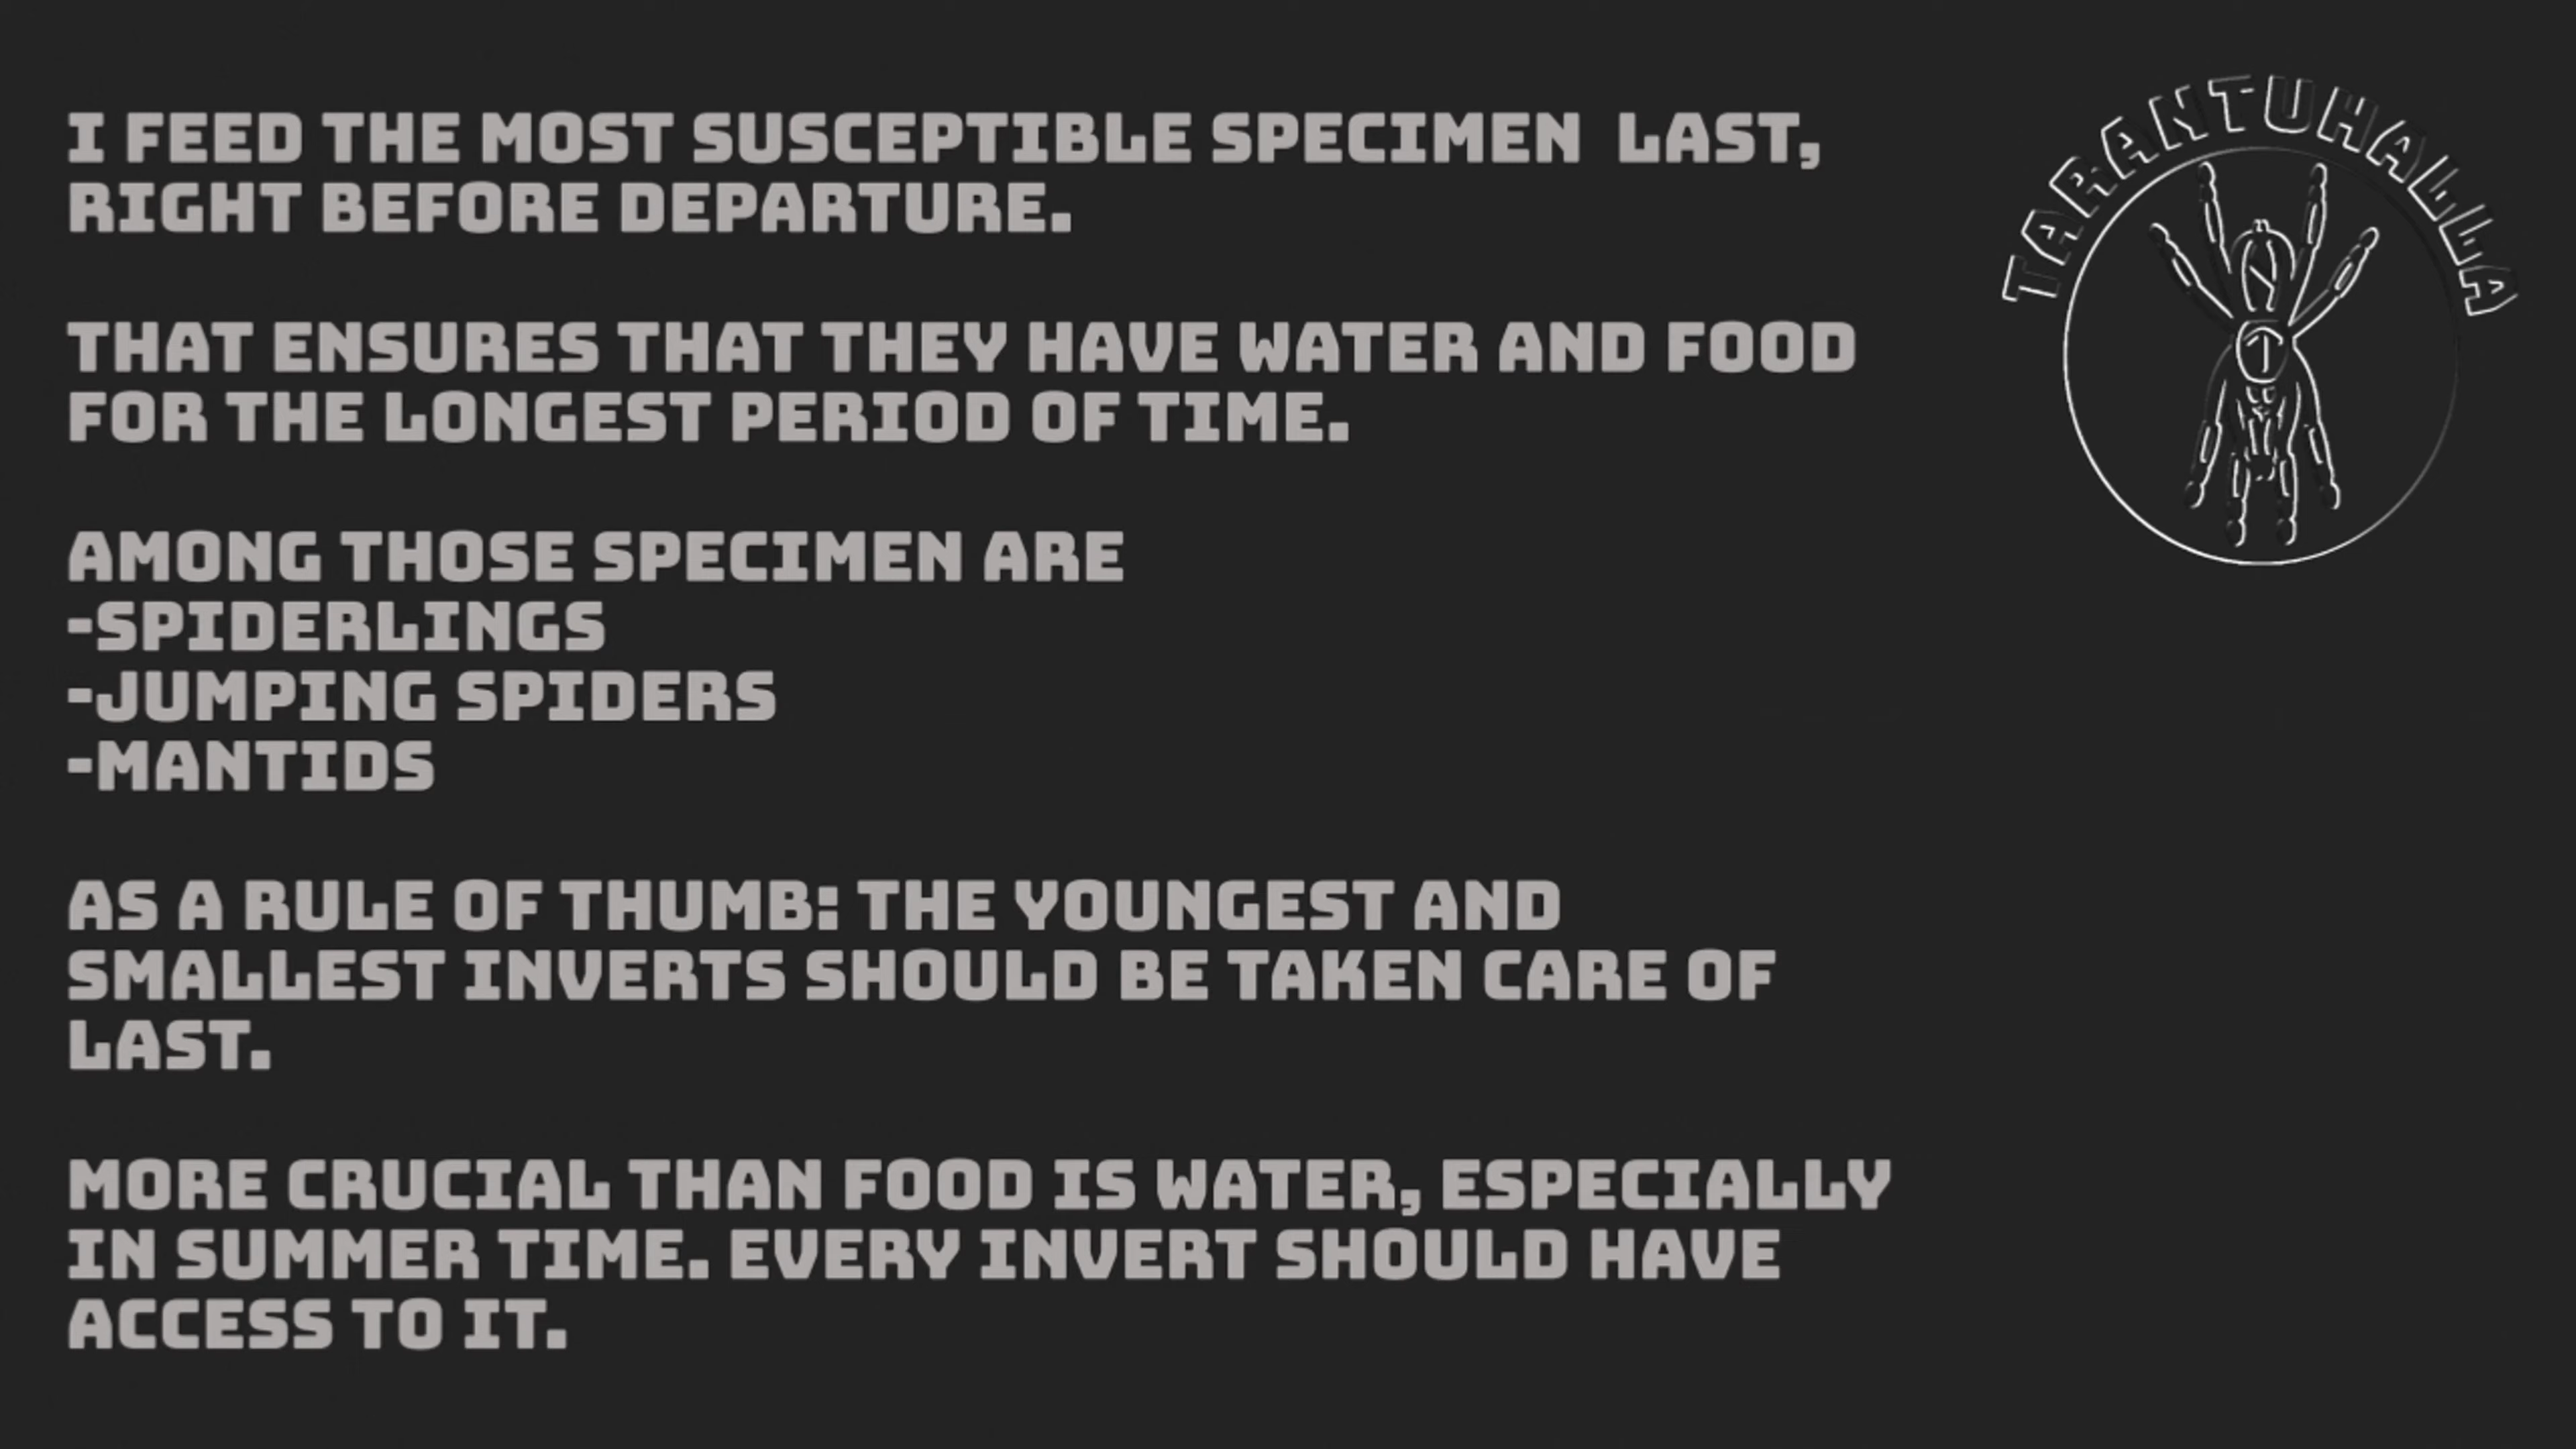 I FEED THE MOST SUSCEPTIBLE SPECIMEN LAST,
RIGHT BEFORE DEPARTURE.
THAT ENSURES THAT THEY HAVE WATER AND FOOD
FOR THE LONGEST PERIOD OF TIME.
AMONG THOSE SPECIMEN ARE
-SPIDERLINGS
-JUMPING SPIDERS
-MANTIDS
AS A RULE OF THUMB: THE YOUNGEST AND
SMALLEST INVERTS SHOULD BE TAKEN CARE OF
LAST.
MORE CRUCIAL THAN FOOD IS WATER, ESPECIALLY
IN SUMMER TIME. EVERY INVERT SHOULD HAVE
ACCESS TO IT.
TARANTUHALLA